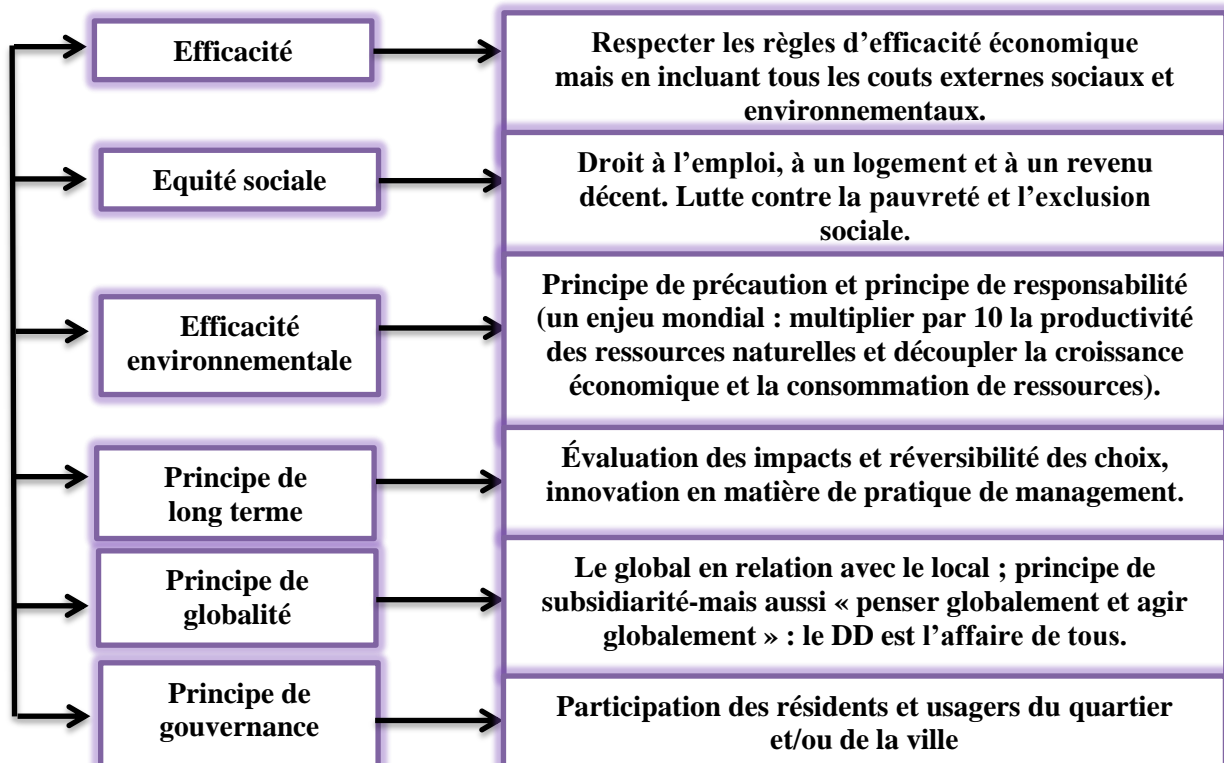 Efficacité
Respecter les règles d’efficacité économique
mais en incluant tous les couts externes sociaux et
environnementaux.
Equité sociale
Droit à l’emploi, à un logement et à un revenu
décent. Lutte contre la pauvreté et l’exclusion
sociale.
Efficacité
environnementale
Principe de précaution et principe de responsabilité
(un enjeu mondial : multiplier par 10 la productivité
des ressources naturelles et découpler la croissance
économique et la consommation de ressources).
Principe de
long terme
Évaluation des impacts et réversibilité des choix,
innovation en matière de pratique de management.
Principe de
globalité
Le global en relation avec le local ; principe de
subsidiarité-mais aussi « penser globalement et agir
globalement » : le DD est l’affaire de tous.
Principe de
gouvernance
Participation des résidents et usagers du quartier
et/ou de la ville